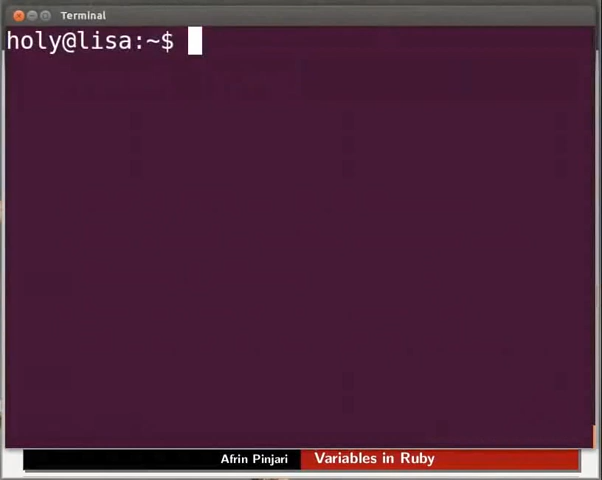 Terminal
holy@lisa:~$
Afrin Pinjari
Variables in Ruby